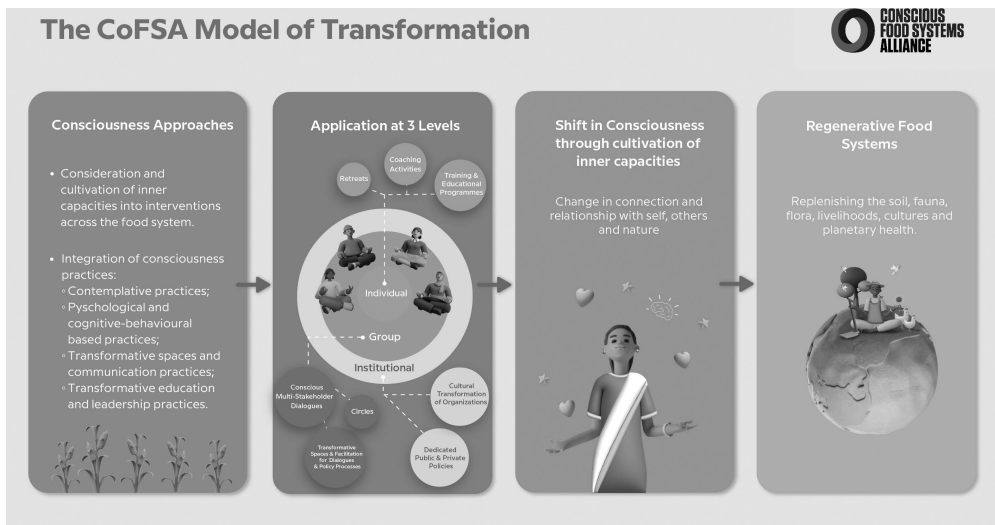 The CoFSA Model of Transformation
CONSCIOUS
FOOD SYSTEMS
ALLIANCE
Consciousness Approaches
• Consideration and
cultivation of inner
capacities into interventions
across the food system.
• Integration of consciousness
practices:
◦ Contemplative practices;
◦ Pyschological and
cognitive-behavioural
based practices;
◦ Transformative spaces and
communication practices;
◦ Transformative education
and leadership practices.
Application at 3 Levels
Retreats
Coaching
Activities
Training &
Educational
Programmes
Individual
Group
Institutional
Conscious
Multi-Stakeholder
Dialogues
Circles
Transformative
Spaces & Facilitation
for Dialogues
& Policy Processes
Cultural
Transformation
of Organizations
Dedicated
Public & Private
Policies
Shift in Consciousness
through cultivation of
inner capacities
Change in connection and
relationship with self, others
and nature
Regenerative Food
Systems
Replenishing the soil, fauna,
flora, livelihoods, cultures and
planetary health.